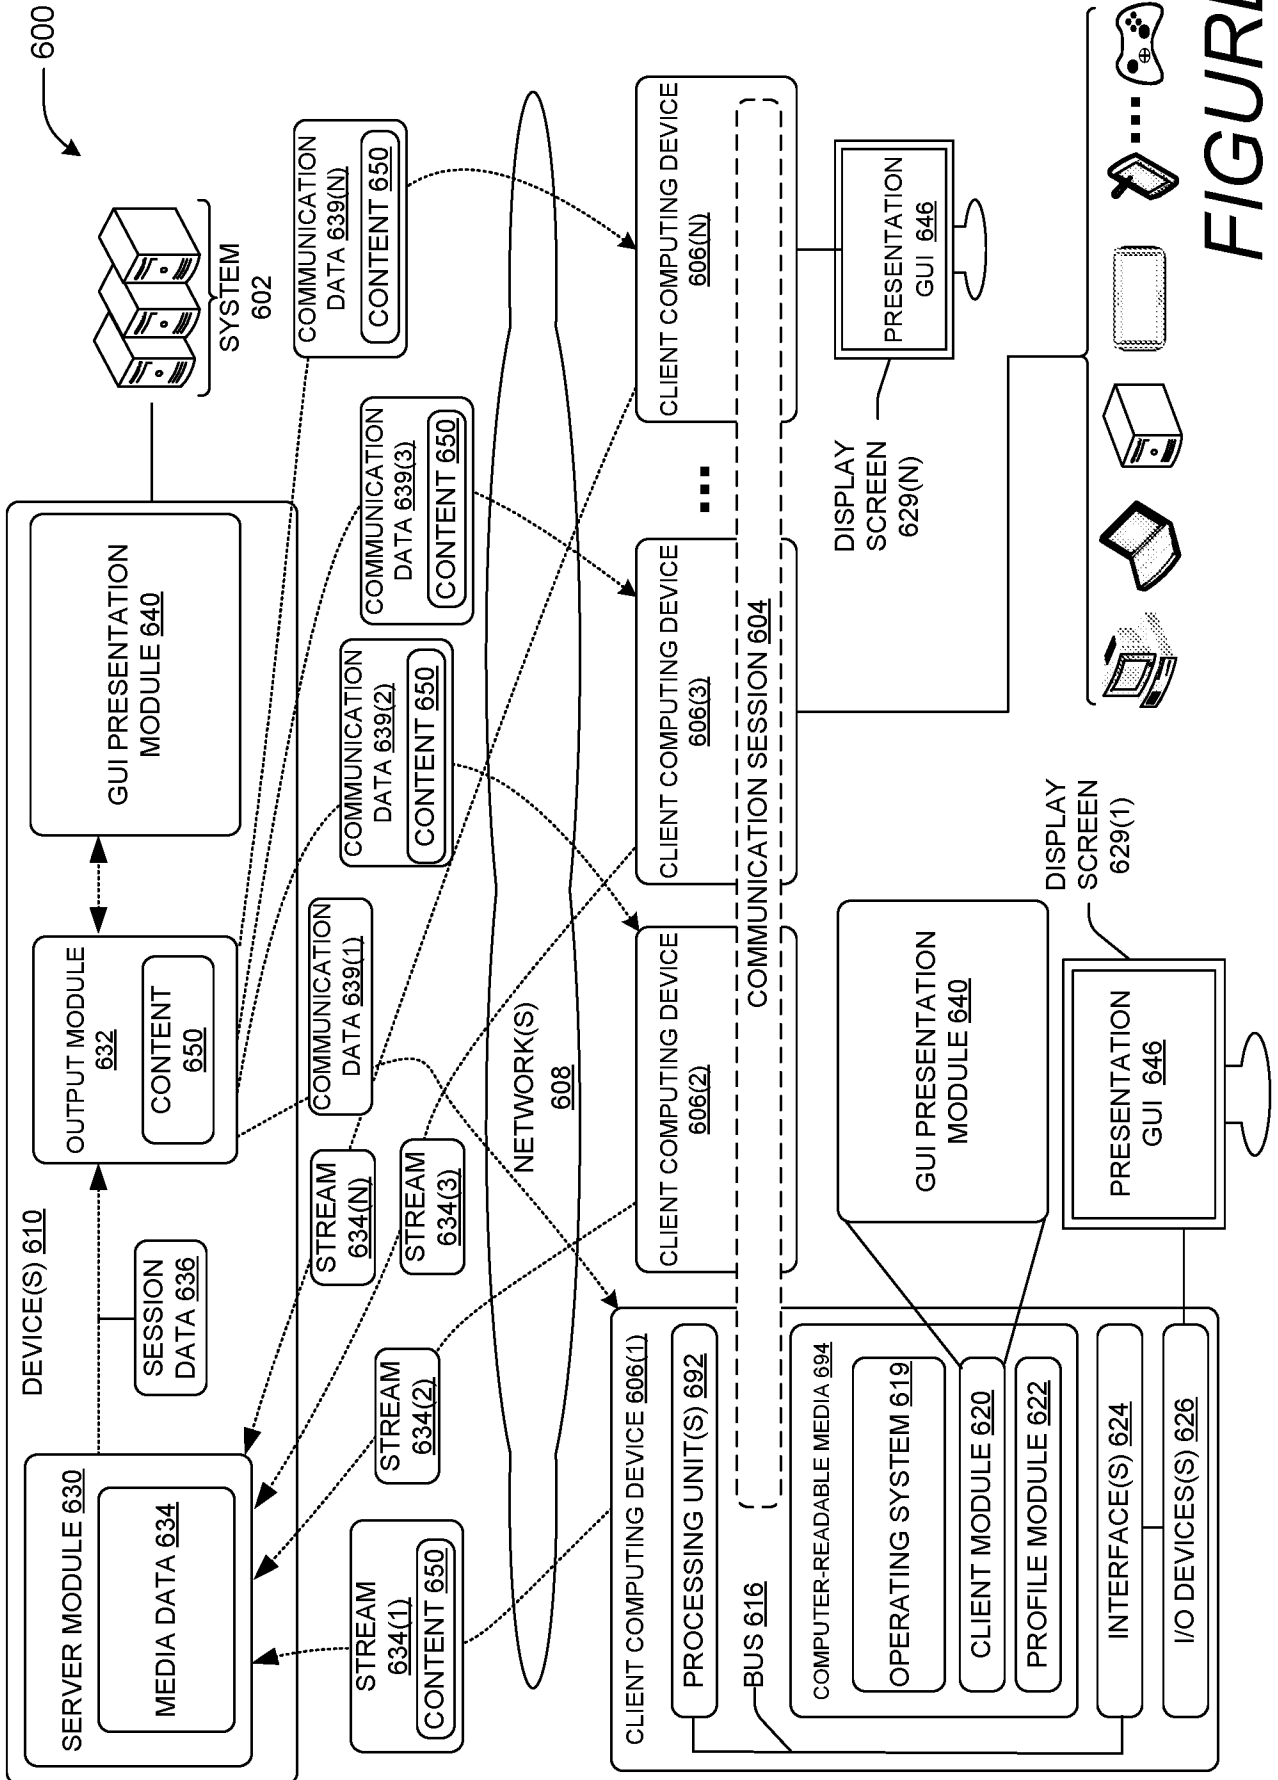 600
SYSTEM
602
DEVICE(S) 610
SERVER MODULE 630
MEDIA DATA 634
SESSION
DATA 636
OUTPUT MODULE
632
CONTENT
650
GUI PRESENTATION
MODULE 640
STREAM
634(1)
CONTENT 650
STREAM
634(2)
STREAM
634(3)
STREAM
634(N)
COMMUNICATION
DATA 639(1)
COMMUNICATION
DATA 639(2)
CONTENT 650
COMMUNICATION
DATA 639(3)
CONTENT 650
COMMUNICATION
DATA 639(N)
CONTENT 650
NETWORK(S)
608
CLIENT COMPUTING DEVICE 606(1)
PROCESSING UNIT(S) 692
BUS 616
COMPUTER-READABLE MEDIA 694
OPERATING SYSTEM 619
CLIENT MODULE 620
PROFILE MODULE 622
INTERFACE(S) 624
I/O DEVICES(S) 626
CLIENT COMPUTING DEVICE
606(2)
CLIENT COMPUTING DEVICE
606(3)
...
CLIENT COMPUTING DEVICE
606(N)
COMMUNICATION SESSION 604
GUI PRESENTATION
MODULE 640
DISPLAY
SCREEN
629(1)
PRESENTATION
GUI 646
DISPLAY
SCREEN
629(N)
PRESENTATION
GUI 646
....
FIGURE